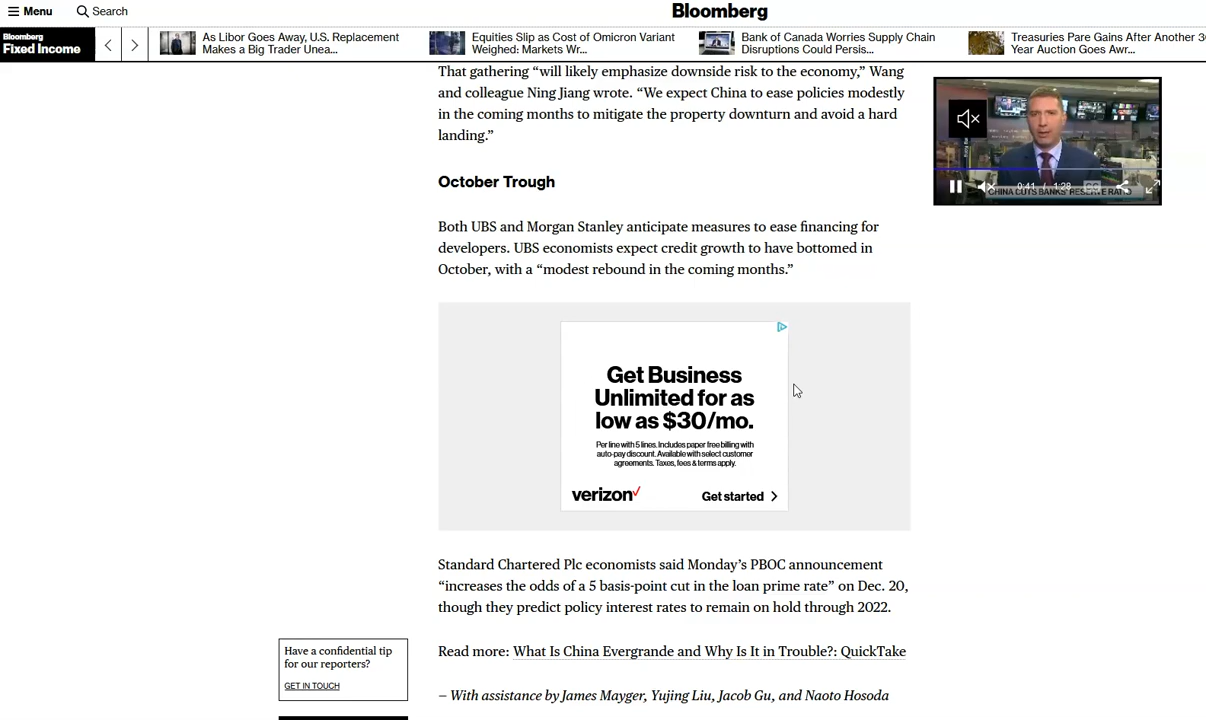 Menu
Search
Bloomberg
Bloomberg
Fixed Income
As Libor Goes Away, U.S. Replacement
Makes a Big Trader Unea...
Equities Slip as Cost of Omicron Variant
Weighed: Markets Wr...
Bank of Canada Worries Supply Chain
Disruptions Could Persis...
Treasuries Pare Gains After Another 3
Year Auction Goes Awr...
That gathering “will likely emphasize downside risk to the economy,” Wang
and colleague Ning Jiang wrote. “We expect China to ease policies modestly
in the coming months to mitigate the property downturn and avoid a hard
landing.”
0:41 / 1:28 CC
CHINA CUTS BANKS' RESERVE RATIO
October Trough
Both UBS and Morgan Stanley anticipate measures to ease financing for
developers. UBS economists expect credit growth to have bottomed in
October, with a “modest rebound in the coming months.”
Get Business
Unlimited for as
low as $30/mo.
Per line with 5 lines. Includes paper free billing with
auto-pay discount. Available with select customer
agreements. Taxes, fees & terms apply.
verizon✓
Get started
Standard Chartered Plc economists said Monday’s PBOC announcement
“increases the odds of a 5 basis-point cut in the loan prime rate” on Dec. 20,
though they predict policy interest rates to remain on hold through 2022.
Have a confidential tip
for our reporters?
GET IN TOUCH
Read more: What Is China Evergrande and Why Is It in Trouble?: QuickTake
– With assistance by James Mayger, Yujing Liu, Jacob Gu, and Naoto Hosoda